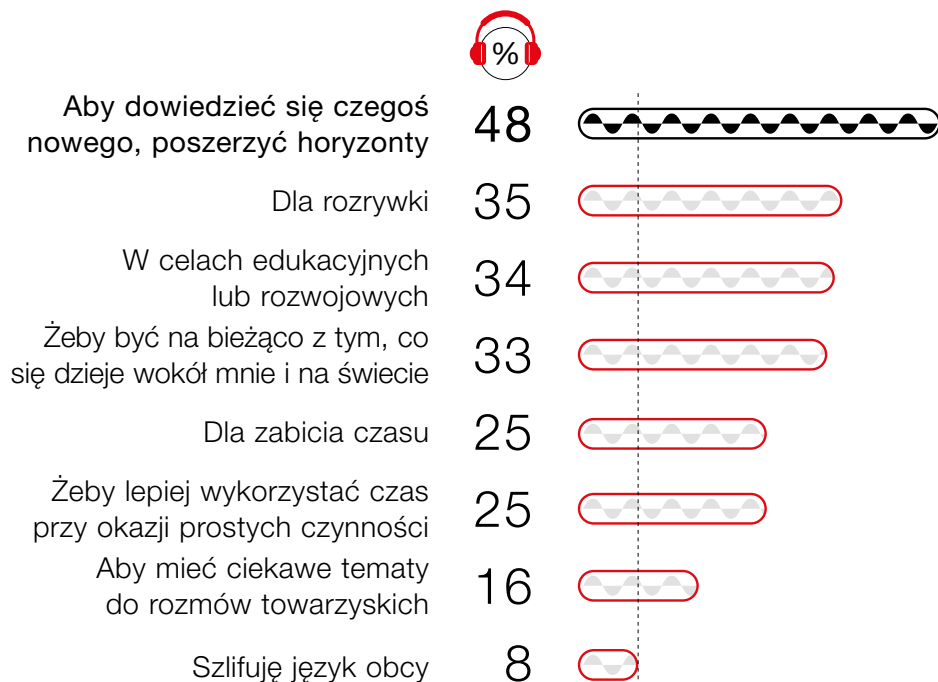 %
Aby dowiedzieć się czegoś
nowego, poszerzyć horyzonty
48
Dla rozrywki
35
W celach edukacyjnych
lub rozwojowych
34
Żeby być na bieżąco z tym, co
się dzieje wokół mnie i na świecie
33
Dla zabicia czasu
25
Żeby lepiej wykorzystać czas
przy okazji prostych czynności
25
Aby mieć ciekawe tematy
do rozmów towarzyskich
16
Szlifuję język obcy
8